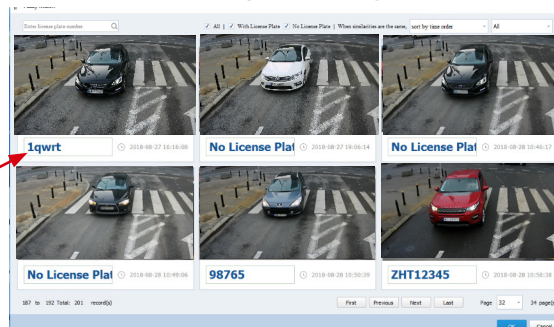 Enter license plate number
All | With License Plate No License Plate | When similarities are the same, sort by time order All
1qwrt 2018-08-27 16:16:08
No License Plat 2018-08-27 19:06:14
No License Plat 2018-08-28 10:46:17
No License Plat 2018-08-28 10:49:06
98765 2018-08-28 10:50:39
ZHT12345 2018-08-28 10:58:38
187 to 192 Total: 201 record(s) First Previous Next Last Page 32 34 page(s
OK Cancel